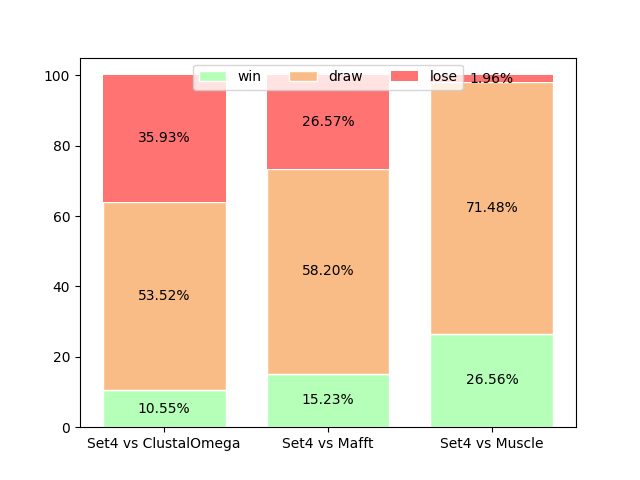 win draw lose
100
80
60
40
20
0
35.93% 26.57% 1.96%
53.52% 58.20% 71.48%
10.55% 15.23% 26.56%
Set4 vs ClustalOmega Set4 vs Mafft Set4 vs Muscle